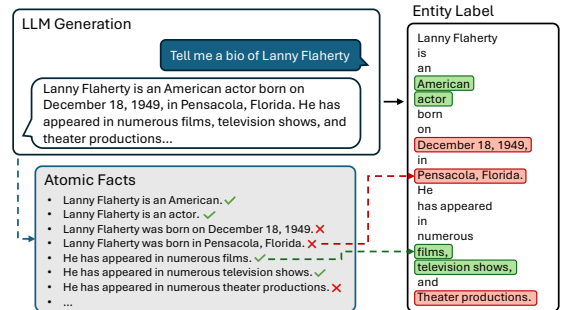 LLM Generation
Tell me a bio of Lanny Flaherty
Lanny Flaherty is an American actor born on
December 18, 1949, in Pensacola, Florida. He has
appeared in numerous films, television shows, and
theater productions...
Atomic Facts
• Lanny Flaherty is an American.
• Lanny Flaherty is an actor.
• Lanny Flaherty was born on December 18, 1949.
• Lanny Flaherty was born in Pensacola, Florida.
• He has appeared in numerous films.
• He has appeared in numerous television shows.
• He has appeared in numerous theater productions.
• ...
Entity Label
Lanny Flaherty
is
an
American
actor
born
on
December 18, 1949,
in
Pensacola, Florida.
He
has appeared
in
numerous
films,
television shows,
and
Theater productions.